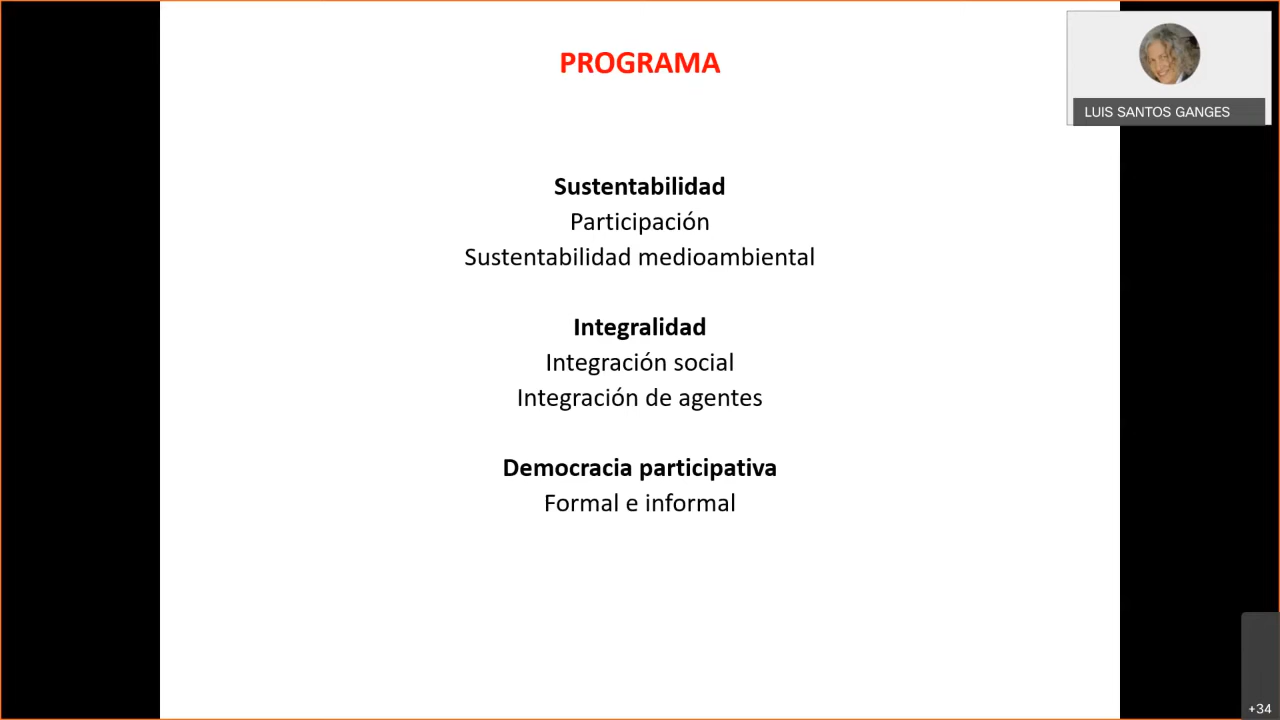 PROGRAMA
LUIS SANTOS GANGES
Sustentabilidad
Participación
Sustentabilidad medioambiental
Integralidad
Integración social
Integración de agentes
Democracia participativa
Formal e informal
+34